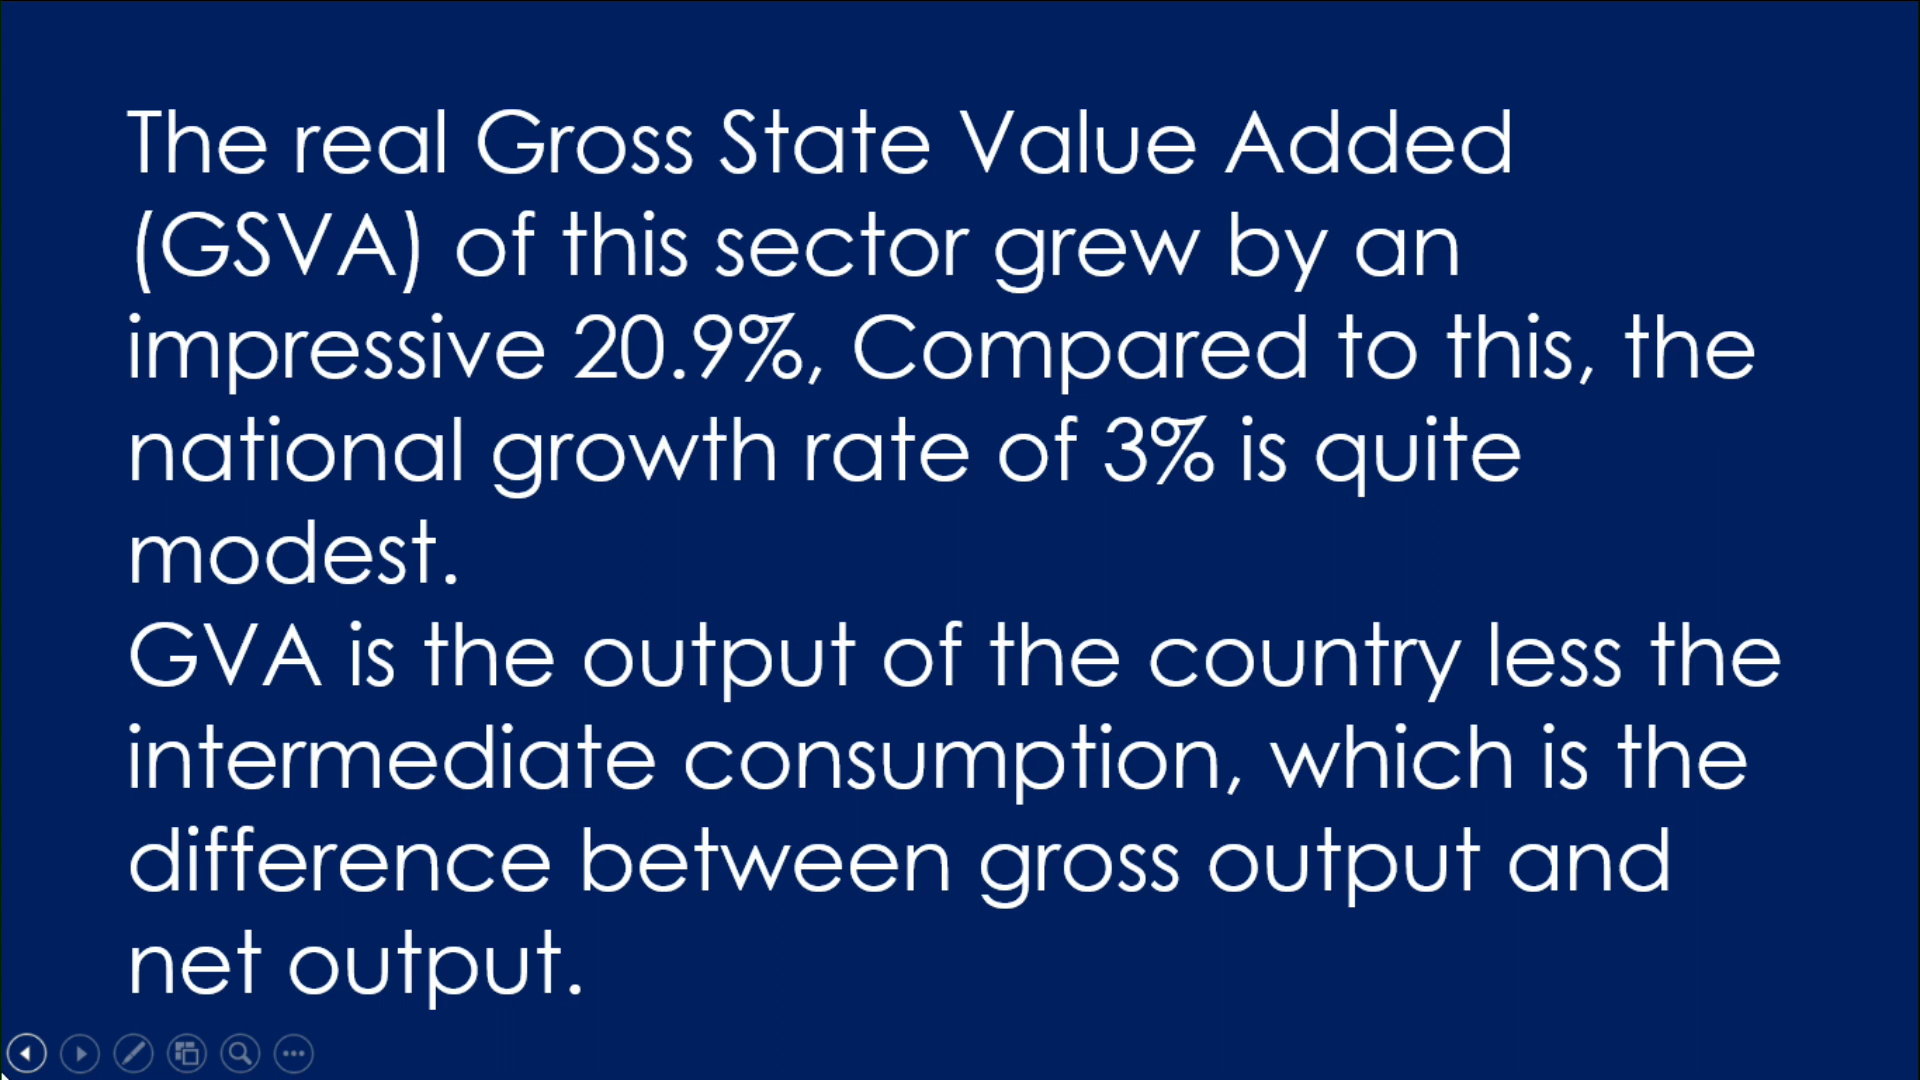 The real Gross State Value Added
(GSVA) of this sector grew by an
impressive 20.9%, Compared to this, the
national growth rate of 3% is quite
modest.
GVA is the output of the country less the
intermediate consumption, which is the
difference between gross output and
net output.